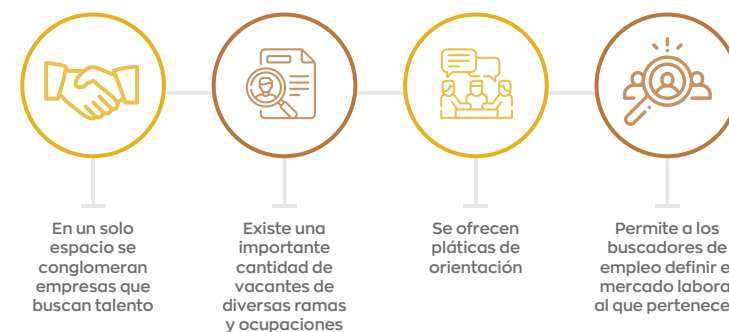 En un solo
espacio se
conglomeran
empresas que
buscan talento
Existe una
importante
cantidad de
vacantes de
diversas ramas
y ocupaciones
Se ofrecen
pláticas de
orientación
Permite a los
buscadores de
empleo definir e
mercado labora
al que pertenece